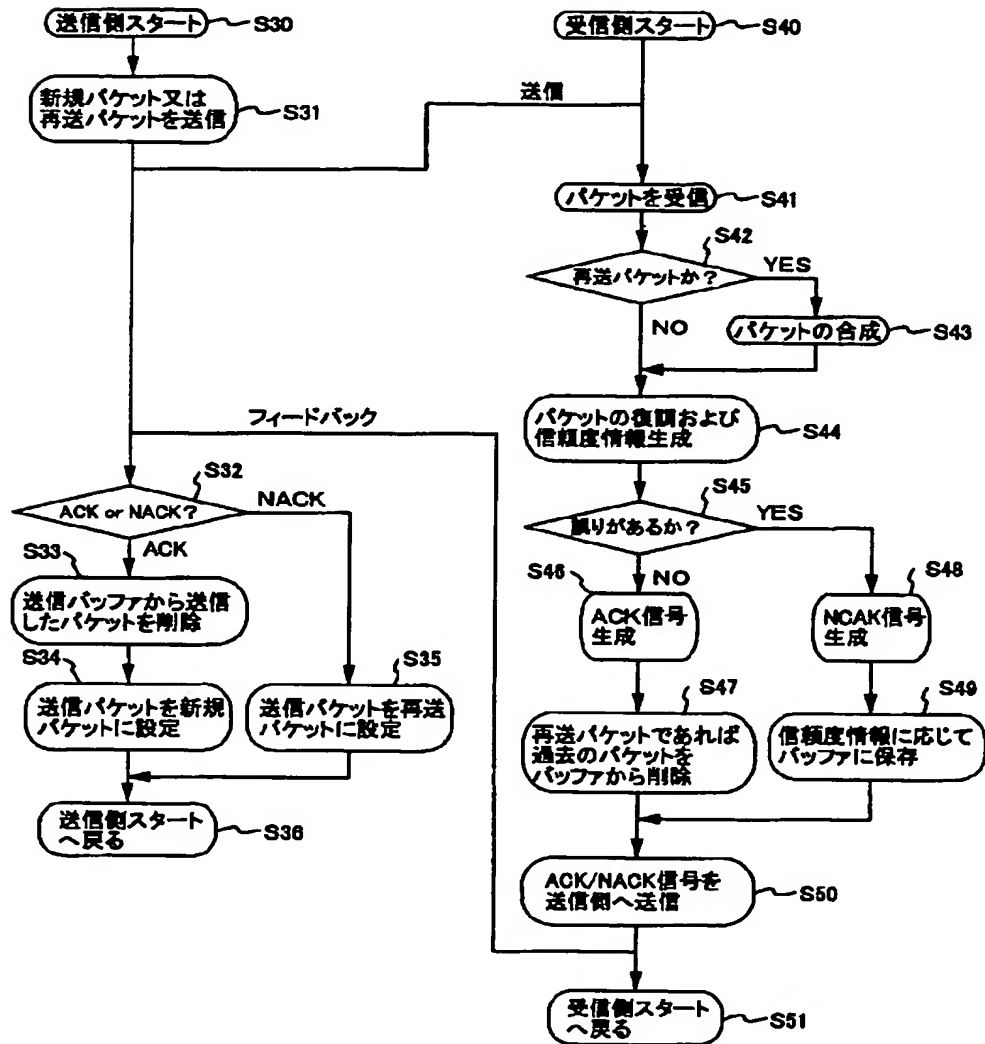 送信側スタート
S30
新規パケット又は
再送パケットを送信
S31
フィードバック
S32
ACK or NACK?
NACK
ACK
S33
送信バッファから送信
したパケットを削除
S34
送信パケットを新規
パケットに設定
S35
送信パケットを再送
パケットに設定
送信側スタート
へ戻る
S36
受信側スタート
S40
送信
パケットを受信
S41
S42
再送パケットか?
YES
NO
パケットの合成
S43
パケットの復調および
信頼度情報生成
S44
S45
誤りがあるか?
YES
NO
S46
ACK信号
生成
S47
再送パケットであれば
過去のパケットを
バッファから削除
S48
NCAK信号
生成
S49
信頼度情報に応じて
バッファに保存
ACK/NACK信号を
送信側へ送信
S50
受信側スタート
へ戻る
S51